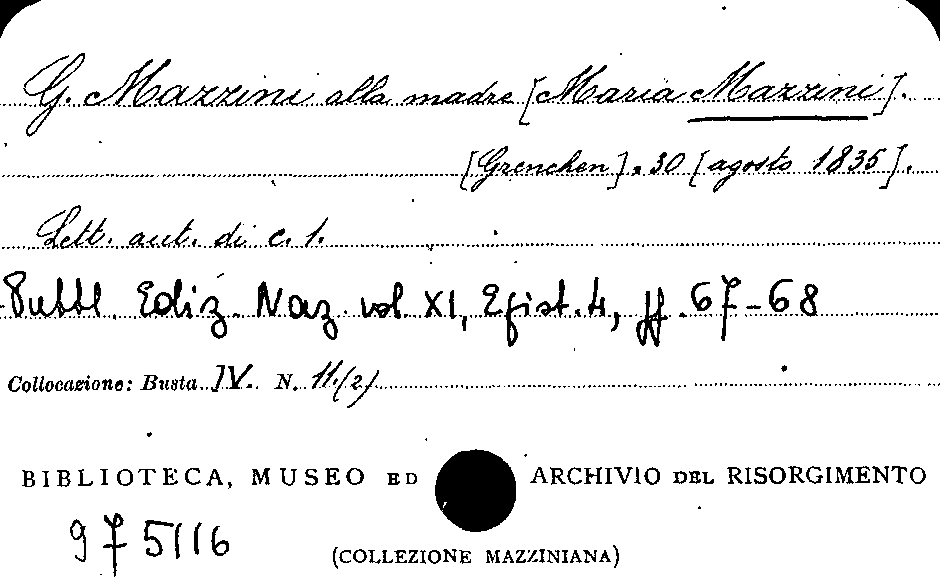 G. Mazzini alla madre [Maria Mazzini].
[Grenchen]. 30 [agosto 1835].
Lett. aut. di c. 1.
Pubbl. Ediz. Naz. vol. XI, Epist. 4, pp. 67-68
Collocazione: Busta IV. N. 11.(2)
BIBLIOTECA, MUSEO ED ARCHIVIO DEL RISORGIMENTO
975116
(COLLEZIONE MAZZINIANA)